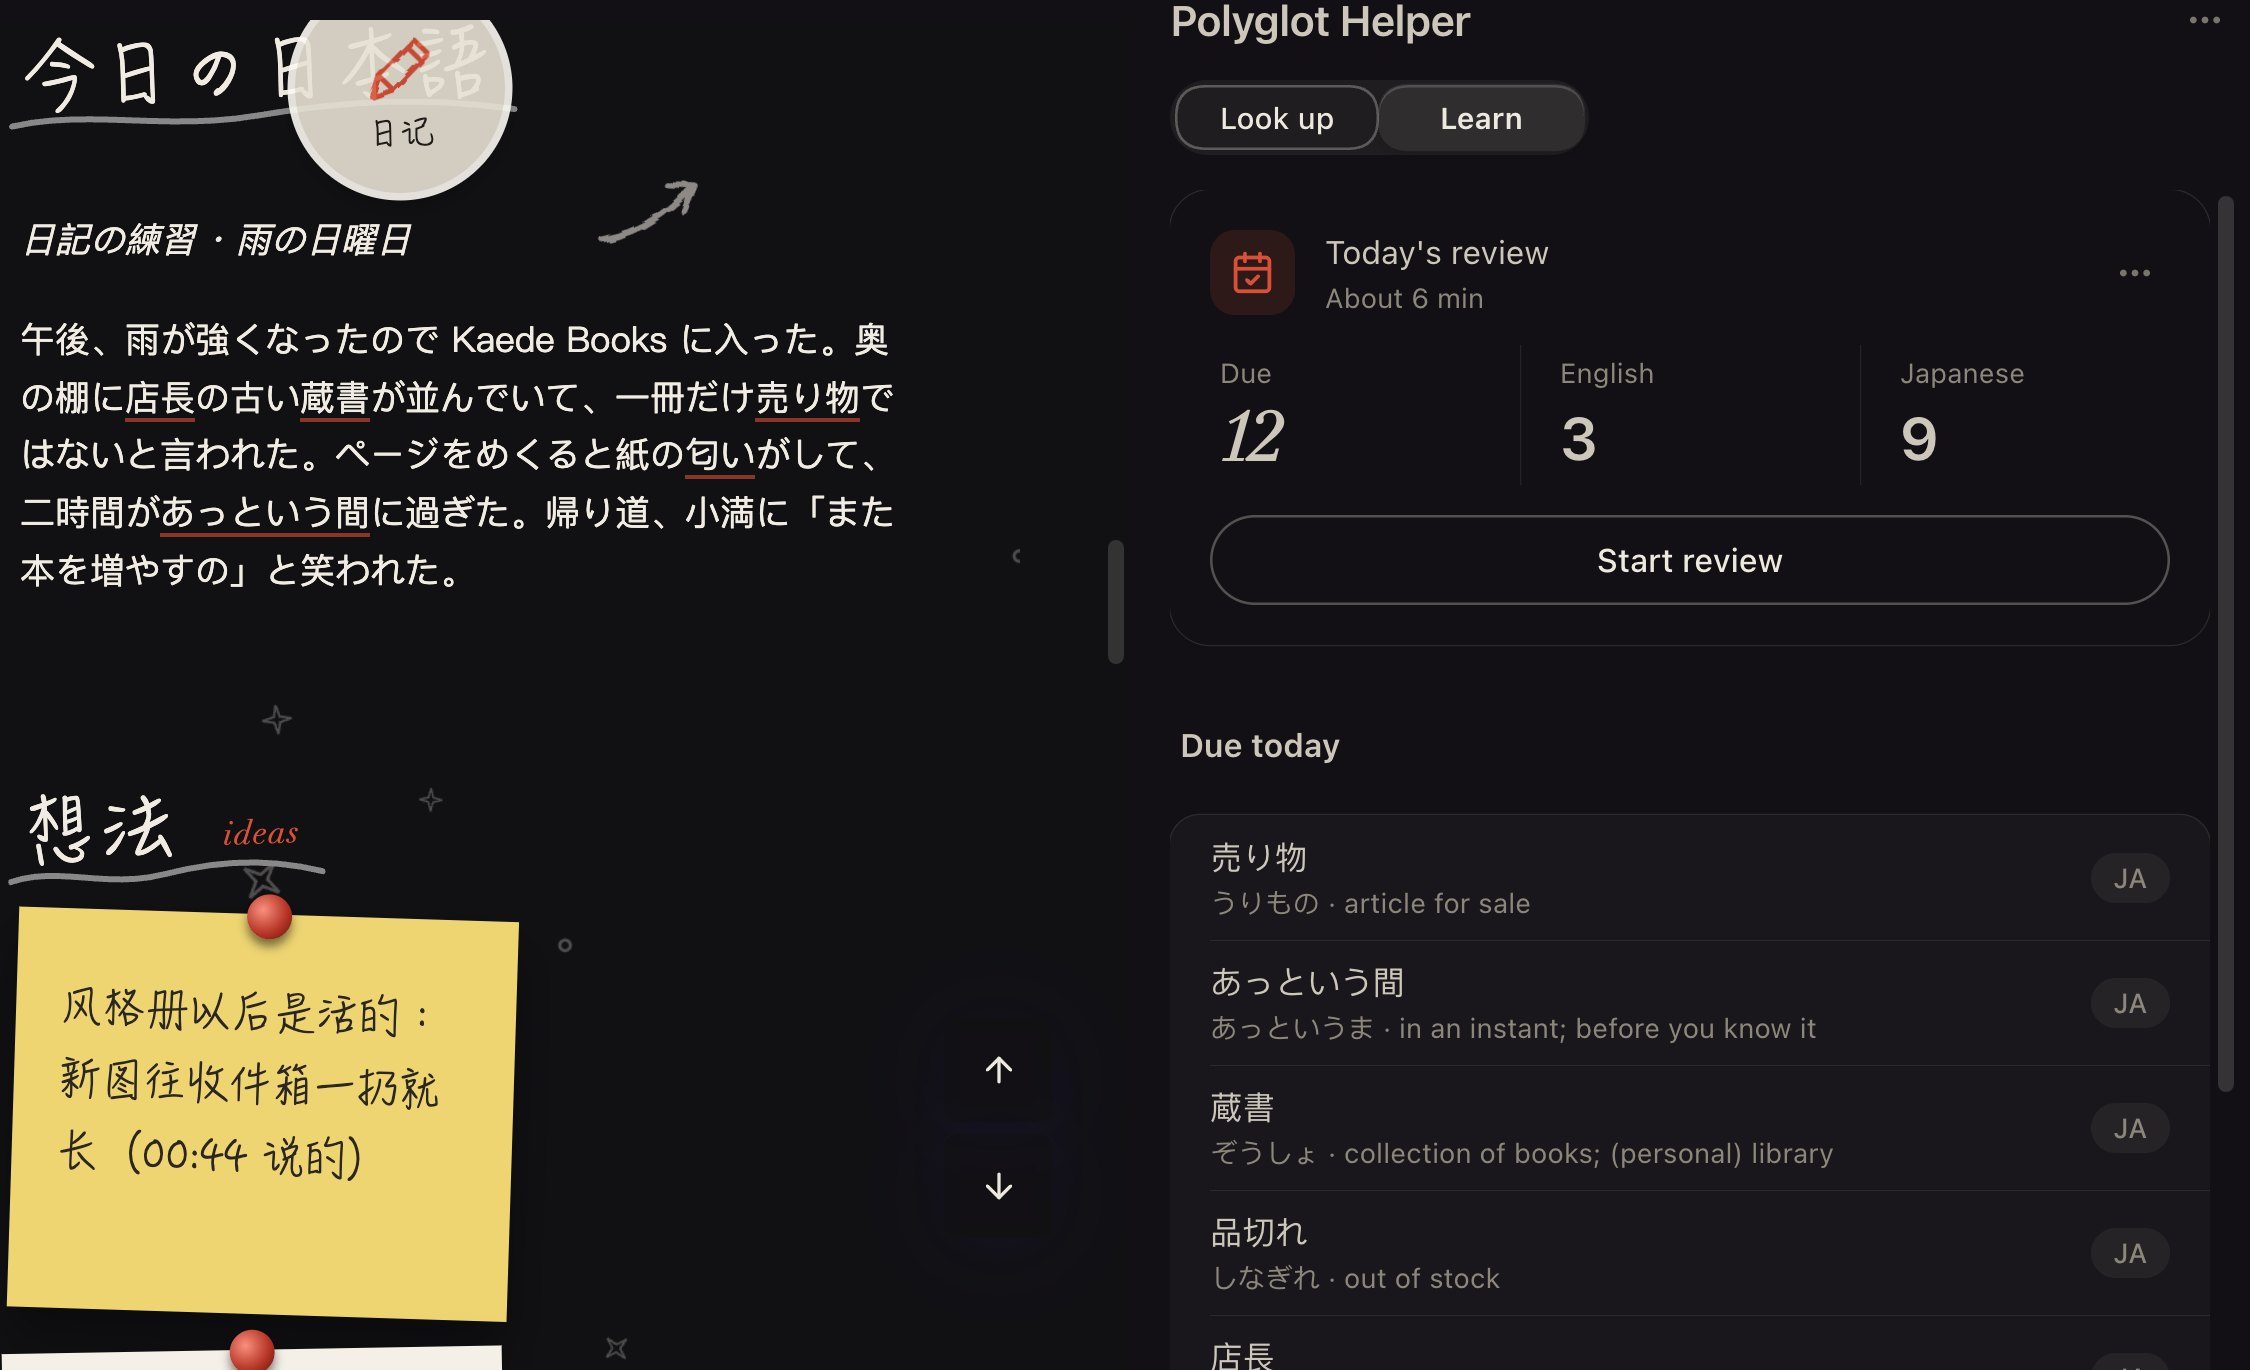 今日の日本語
日记
日記の練習・雨の日曜日
午後、雨が強くなったので Kaede Books に入った。奥
の棚に店長の古い蔵書が並んでいて、一冊だけ売り物で
はないと言われた。ページをめくると紙の匂いがして、
二時間があっという間に過ぎた。帰り道、小満に「また
本を増やすの」と笑われた。
想法
ideas
风格册以后是活的：
新图往收件箱一扔就
长（00:44 说的）
Polyglot Helper
Look up
Learn
Today's review
About 6 min
Due
12
English
3
Japanese
9
Start review
Due today
売り物
うりもの · article for sale
JA
あっという間
あっというま · in an instant; before you know it
JA
蔵書
ぞうしょ · collection of books; (personal) library
JA
品切れ
しなぎれ · out of stock
JA
店長